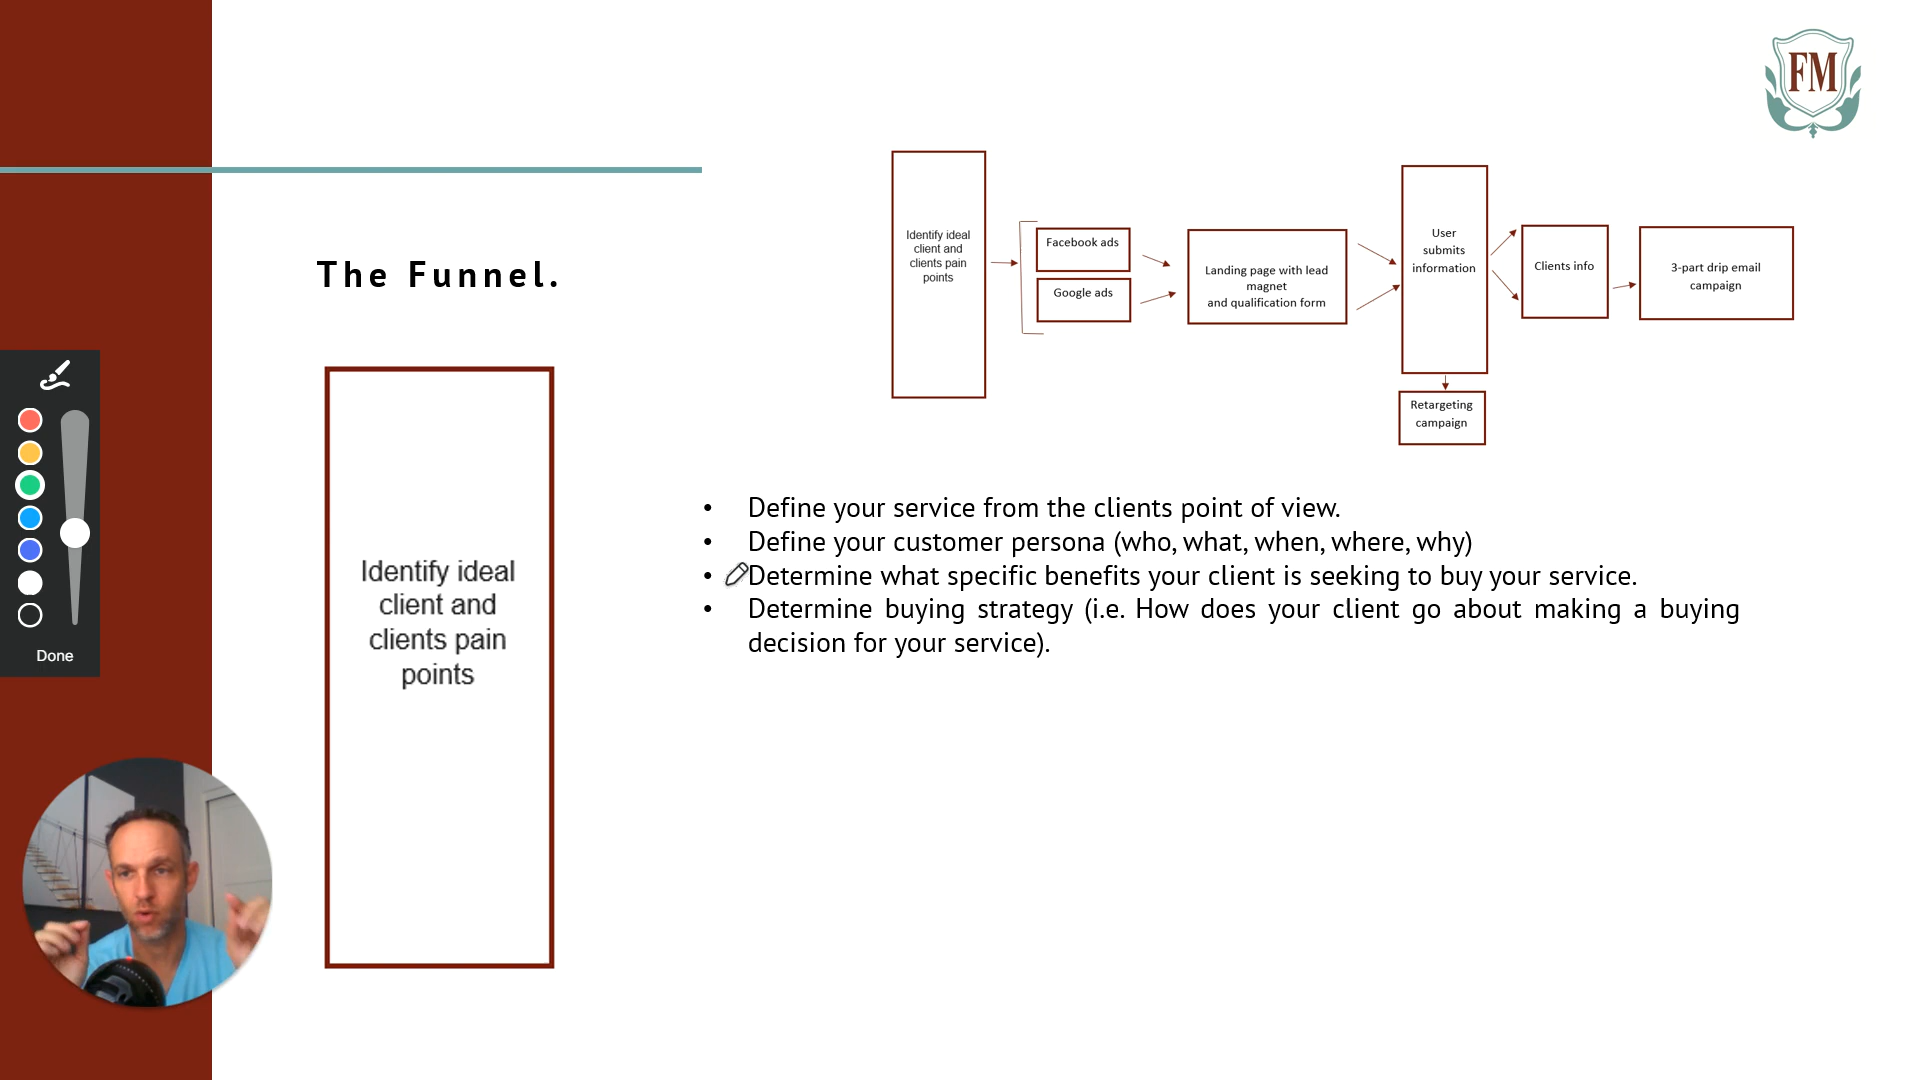 FM
The Funnel.
Identify ideal
client and
clients pain
points
Facebook ads
Google ads
Landing page with lead
magnet
and qualification form
User
submits
information
Clients info
3-part drip email
campaign
Retargeting
campaign
Identify ideal
client and
clients pain
points
• Define your service from the clients point of view.
• Define your customer persona (who, what, when, where, why)
• Determine what specific benefits your client is seeking to buy your service.
• Determine buying strategy (i.e. How does your client go about making a buying
decision for your service).
Done